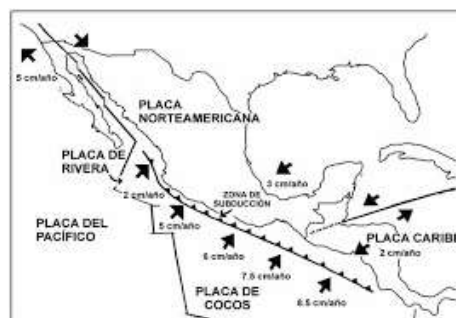 5 cm/año
PLACA
NORTEAMERICANA
PLACA DE
RIVERA
3 cm/año
2 cm/año
ZONA DE
SUBDUCCIÓN
5 cm/año
PLACA DEL
PACÍFICO
6 cm/año
PLACA CARIBE
2 cm/año
7.5 cm/año
PLACA DE
COCOS
8.5 cm/año